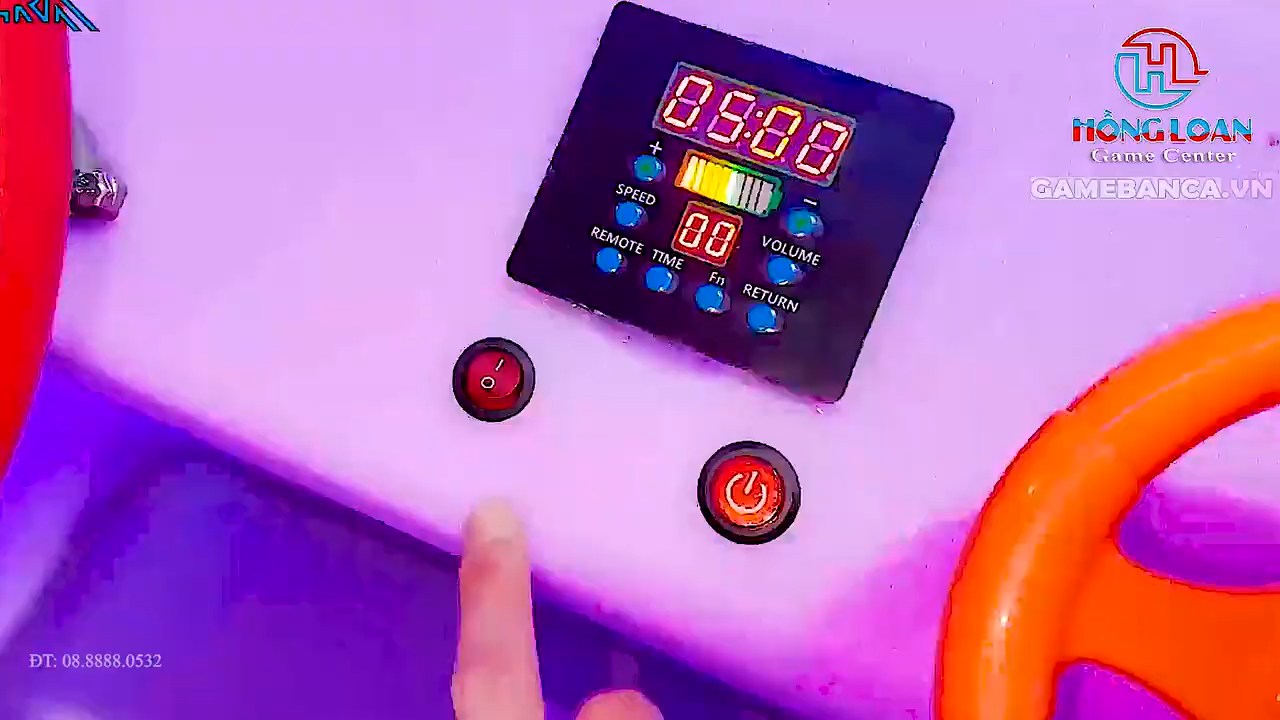 05:00
+
-
SPEED
00
VOLUME
REMOTE
TIME
Fn
RETURN
HỒNG LOAN
Game Center
GAMEBANCA.VN
ĐT: 08.8888.0532